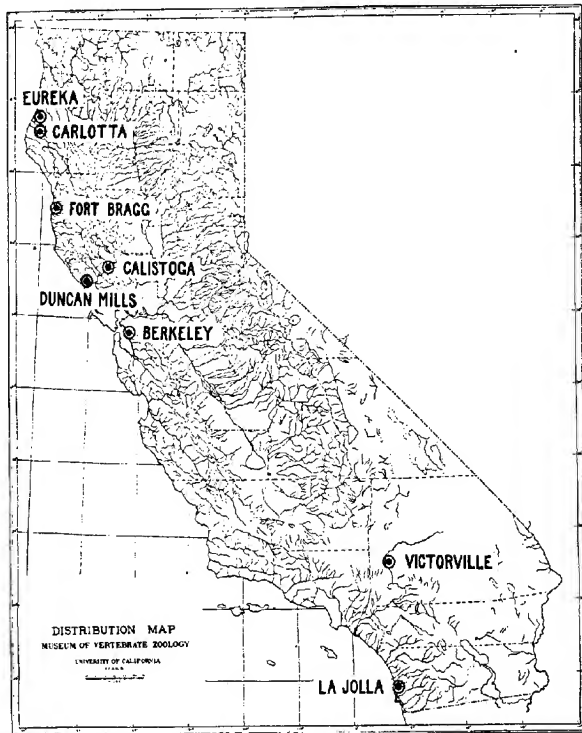 EUREKA
CARLOTTA
FORT BRAGG
CALISTOGA
DUNCAN MILLS
BERKELEY
VICTORVILLE
DISTRIBUTION MAP
MUSEUM OF VERTEBRATE ZOOLOGY
UNIVERSITY OF CALIFORNIA
LA JOLLA